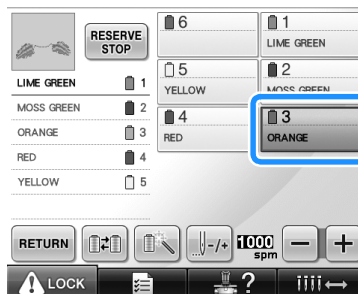 RESERVE
STOP
LIME GREEN 1
MOSS GREEN 2
ORANGE 3
RED 4
YELLOW 5
6
1
LIME GREEN
5
YELLOW
2
MOSS GREEN
4
RED
3
ORANGE
RETURN
-/+
1000
spm
− +
! LOCK
?